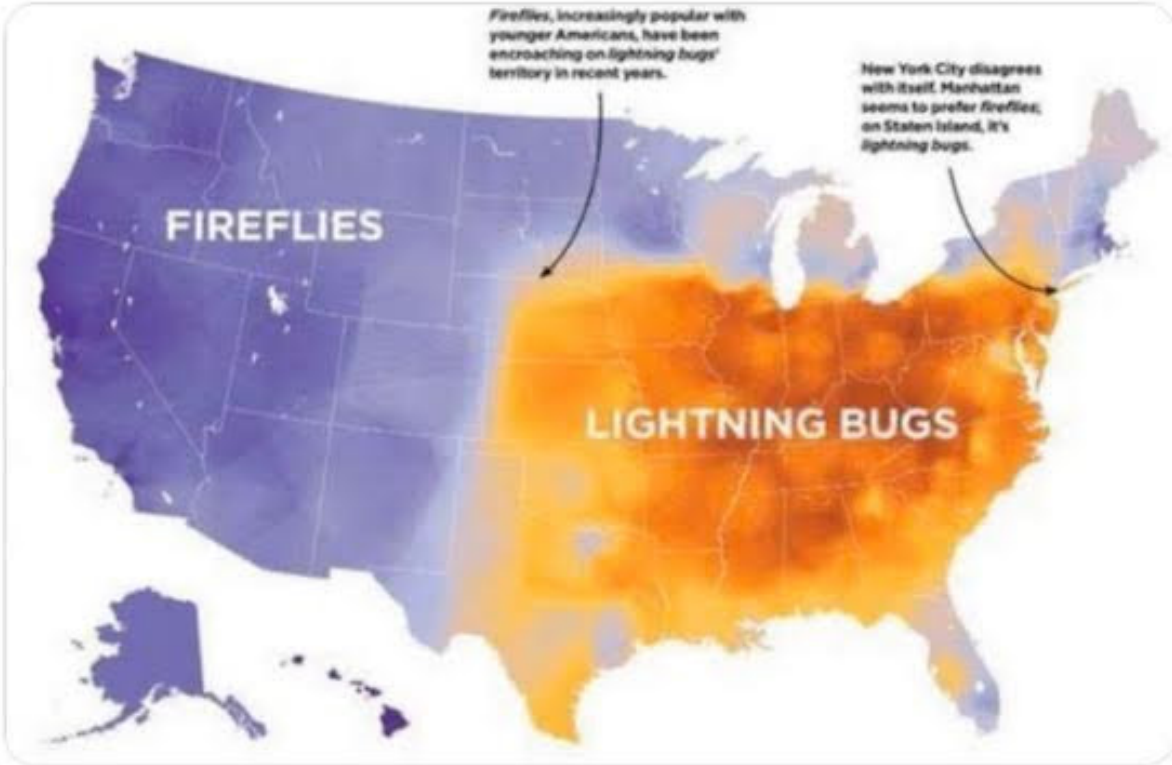 Fireflies, increasingly popular with
younger Americans, have been
encroaching on lightning bugs'
territory in recent years.
New York City disagrees
with itself. Manhattan
seems to prefer fireflies;
on Staten Island, it's
lightning bugs.
FIREFLIES
LIGHTNING BUGS